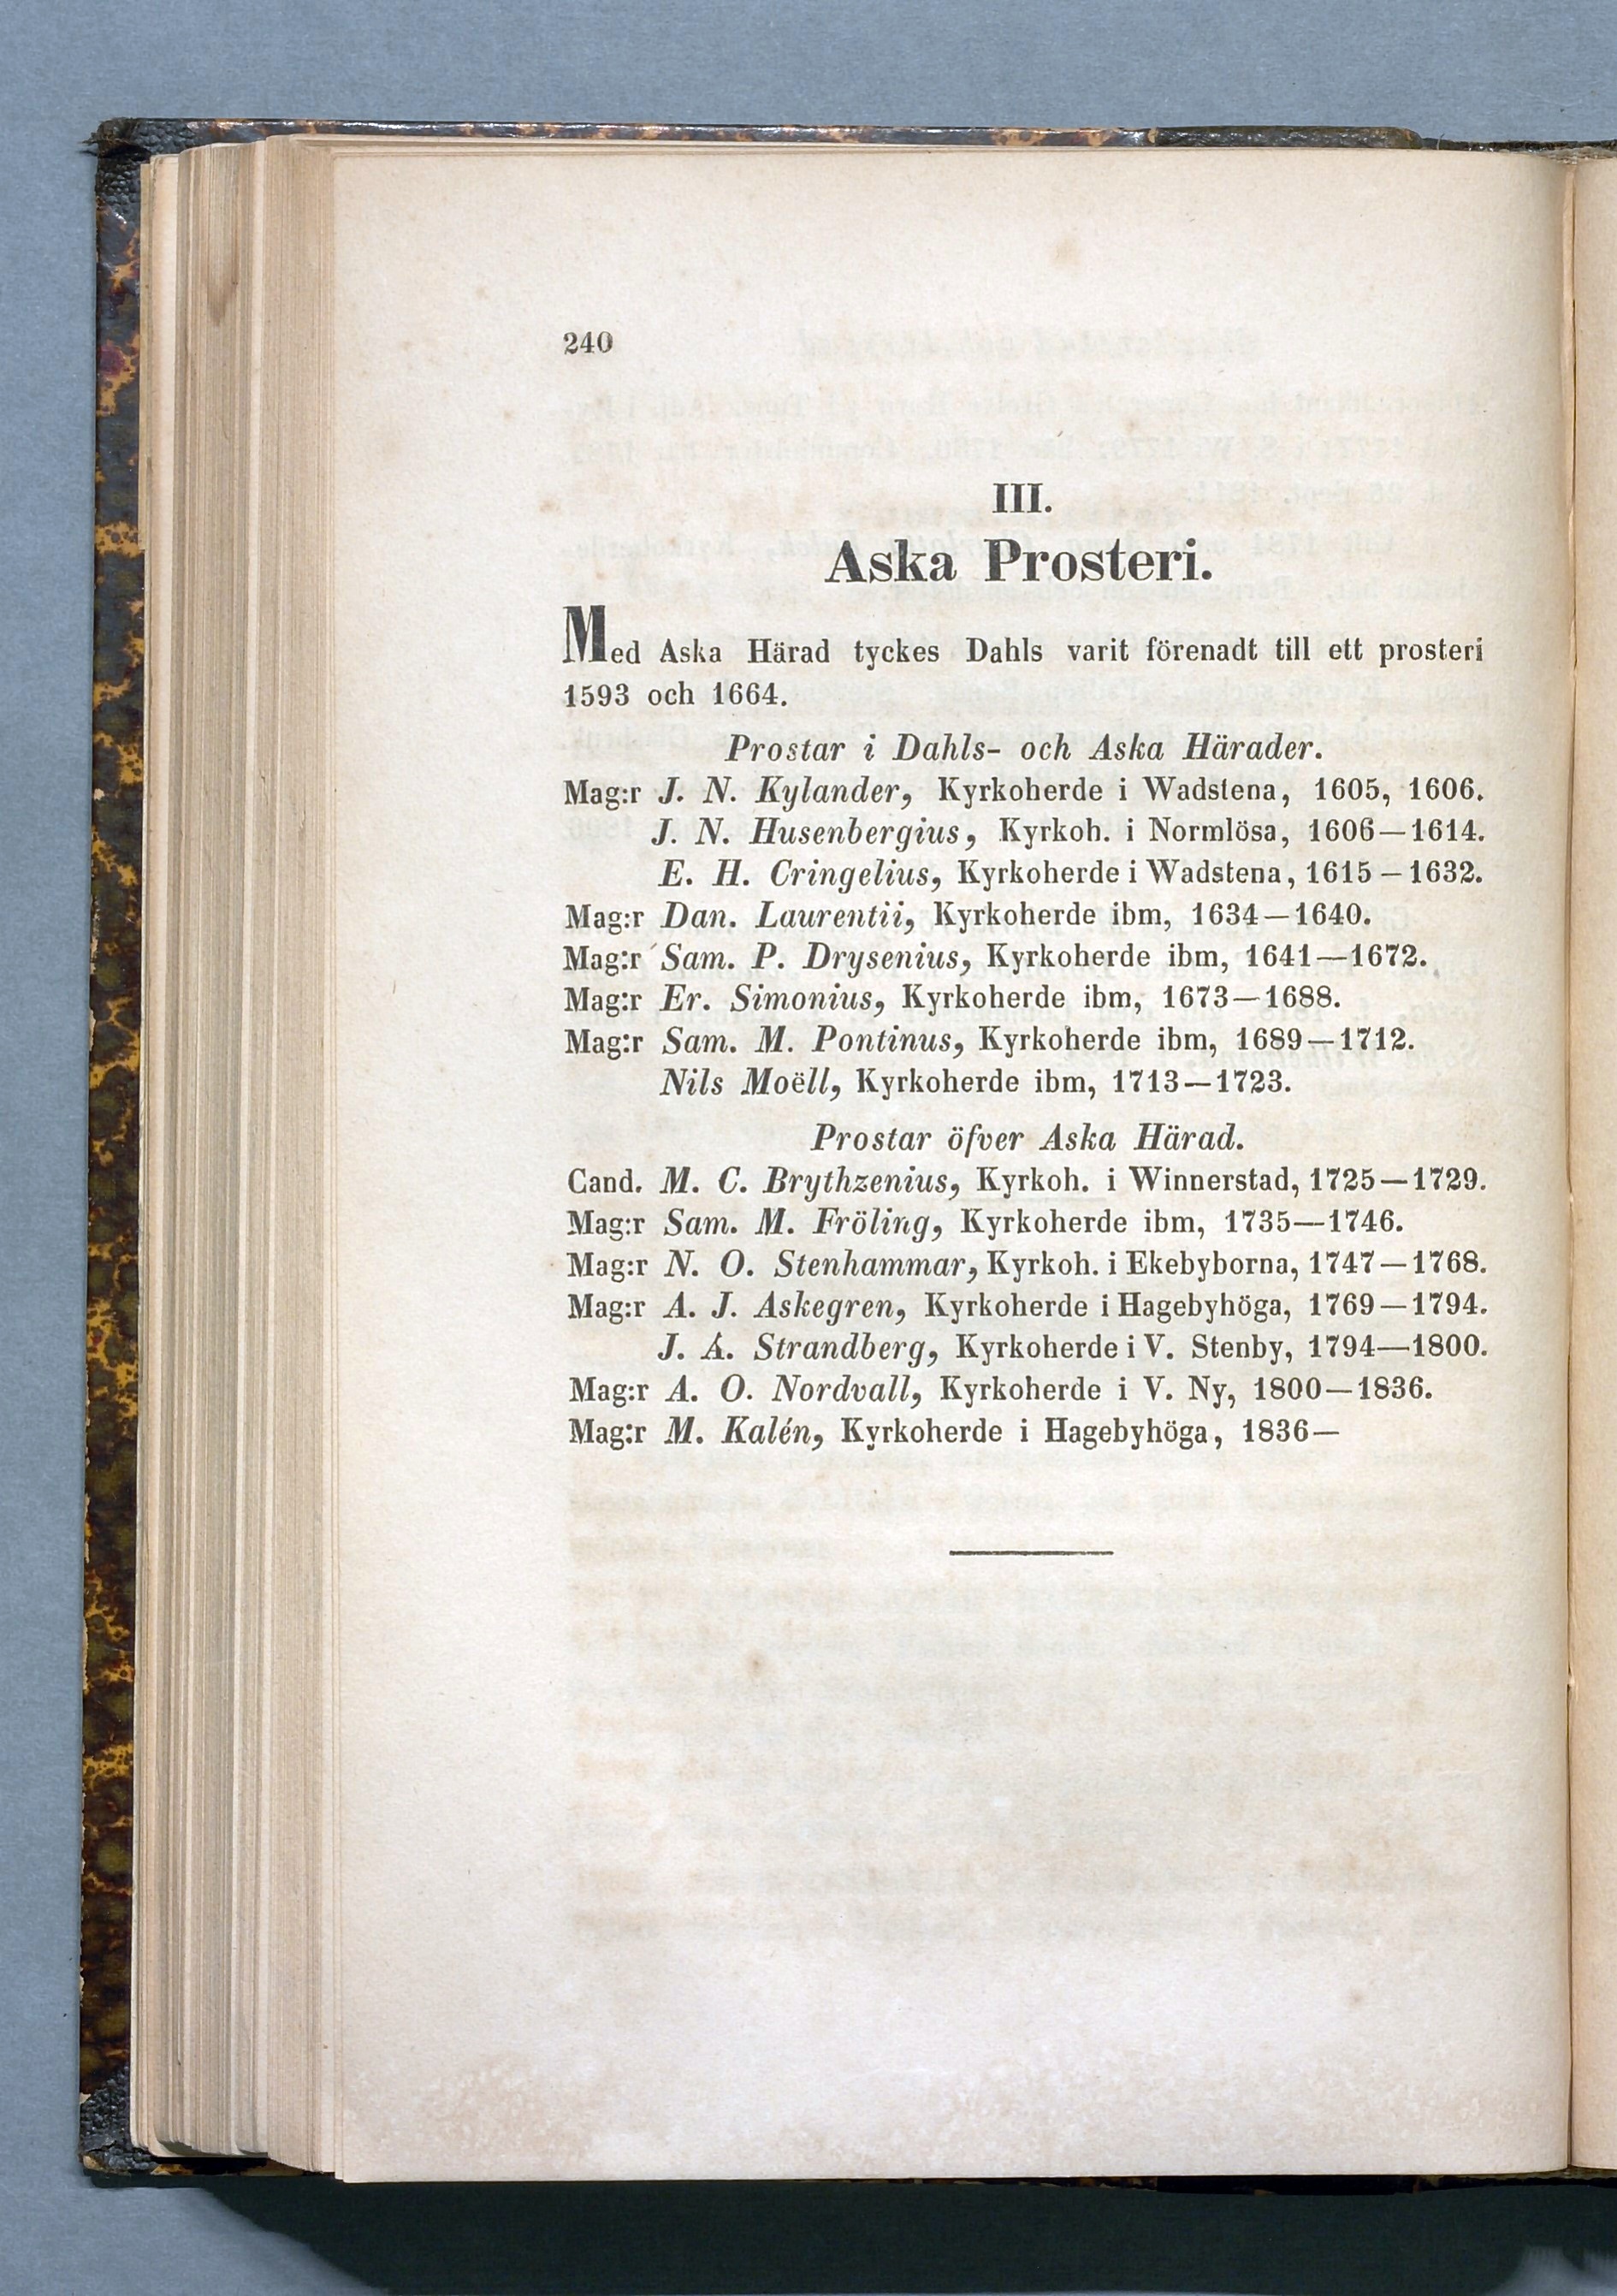 240
III.
Aska Prosteri.
Med Aska Härad tyckes Dahls varit förenadt till ett prosteri
1593 och 1664.
Prostar i Dahls- och Aska Härader.
Mag:r J. N. Kylander, Kyrkoherde i Wadstena, 1605, 1606.
J. N. Husenbergius, Kyrkoh. i Normlösa, 1606—1614.
E. H. Cringelius, Kyrkoherde i Wadstena, 1615—1632.
Mag:r Dan. Laurentii, Kyrkoherde ibm, 1634—1640.
Mag:r Sam. P. Drysenius, Kyrkoherde ibm, 1641—1672.
Mag:r Er. Simonius, Kyrkoherde ibm, 1673—1688.
Mag:r Sam. M. Pontinus, Kyrkoherde ibm, 1689—1712.
Nils Moëll, Kyrkoherde ibm, 1713—1723.
Prostar öfver Aska Härad.
Cand. M. C. Brythzenius, Kyrkoh. i Winnerstad, 1725—1729.
Mag:r Sam. M. Fröling, Kyrkoherde ibm, 1735—1746.
Mag:r N. O. Stenhammar, Kyrkoh. i Ekebyborna, 1747—1768.
Mag:r A. J. Askegren, Kyrkoherde i Hagebyhöga, 1769—1794.
J. A. Strandberg, Kyrkoherde i V. Stenby, 1794—1800.
Mag:r A. O. Nordvall, Kyrkoherde i V. Ny, 1800—1836.
Mag:r M. Kalén, Kyrkoherde i Hagebyhöga, 1836—